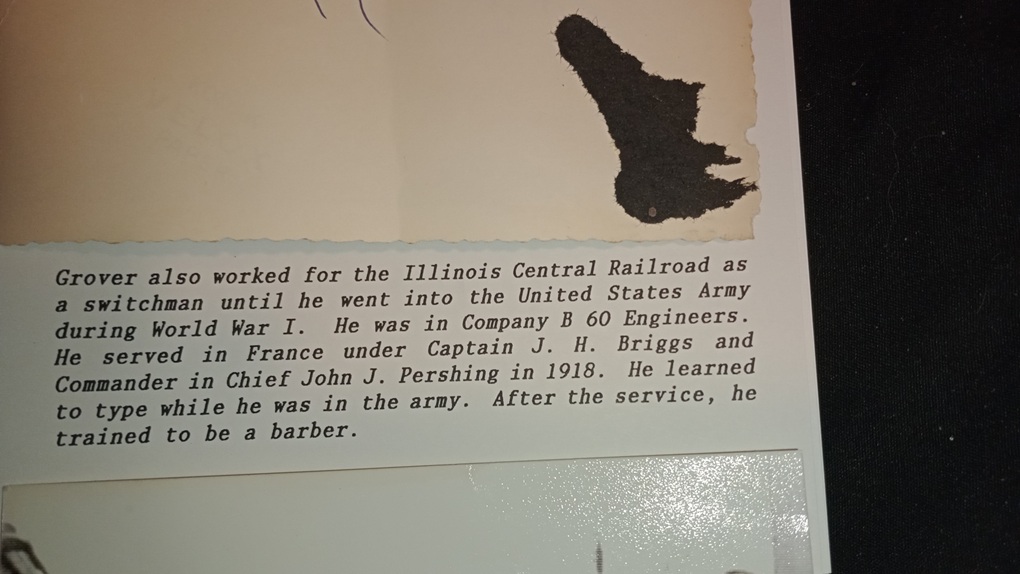 Grover also worked for the Illinois Central Railroad as
a switchman until he went into the United States Army
during World War I. He was in Company B 60 Engineers.
He served in France under Captain J. H. Briggs and
Commander in Chief John J. Pershing in 1918. He learned
to type while he was in the army. After the service, he
trained to be a barber.